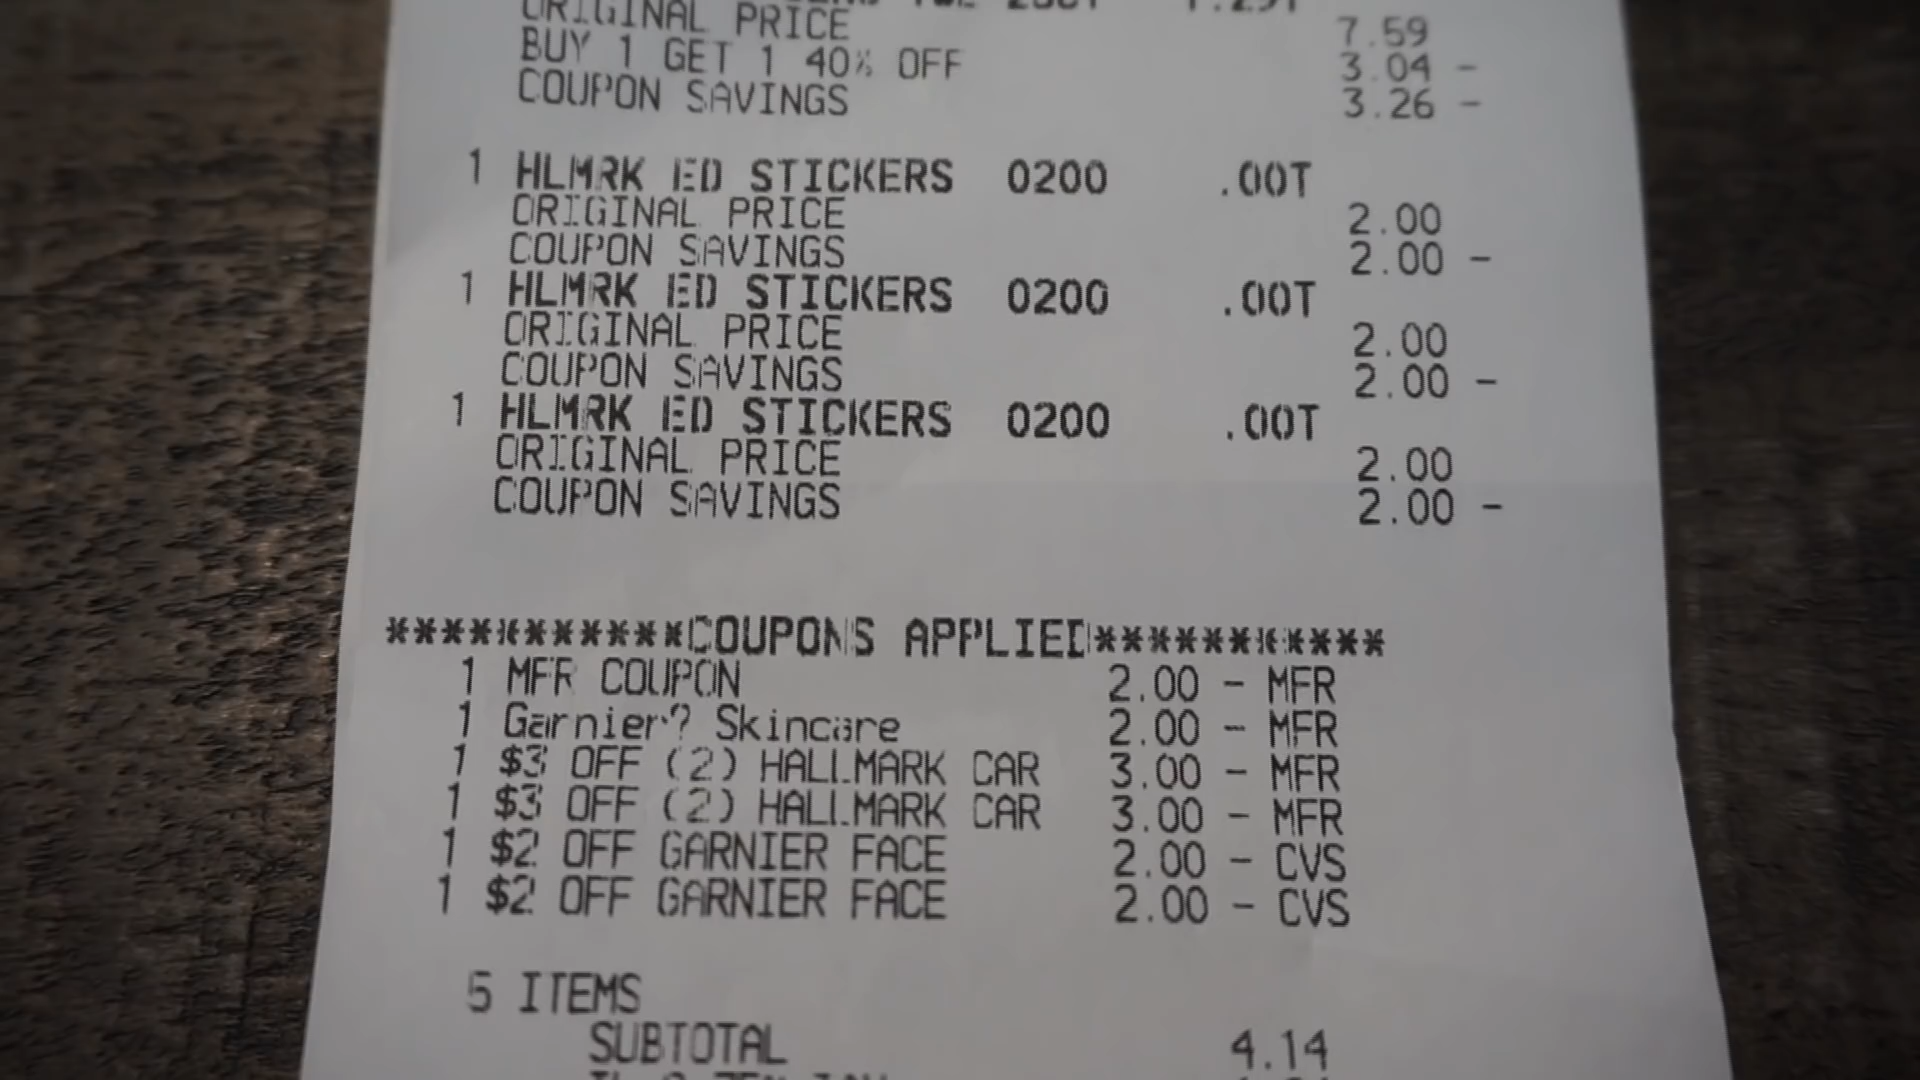 ORIGINAL PRICE 7.59
BUY 1 GET 1 40% OFF 3.04 -
COUPON SAVINGS 3.26 -
1 HLMRK ED STICKERS 0200 .00T
ORIGINAL PRICE 2.00
COUPON SAVINGS 2.00 -
1 HLMRK ED STICKERS 0200 .00T
ORIGINAL PRICE 2.00
COUPON SAVINGS 2.00 -
1 HLMRK ED STICKERS 0200 .00T
ORIGINAL PRICE 2.00
COUPON SAVINGS 2.00 -
***********COUPONS APPLIED***********
1 MFR COUPON 2.00 - MFR
1 Garnier? Skincare 2.00 - MFR
1 $3 OFF (2) HALLMARK CAR 3.00 - MFR
1 $3 OFF (2) HALLMARK CAR 3.00 - MFR
1 $2 OFF GARNIER FACE 2.00 - CVS
1 $2 OFF GARNIER FACE 2.00 - CVS
5 ITEMS
SUBTOTAL 4.14